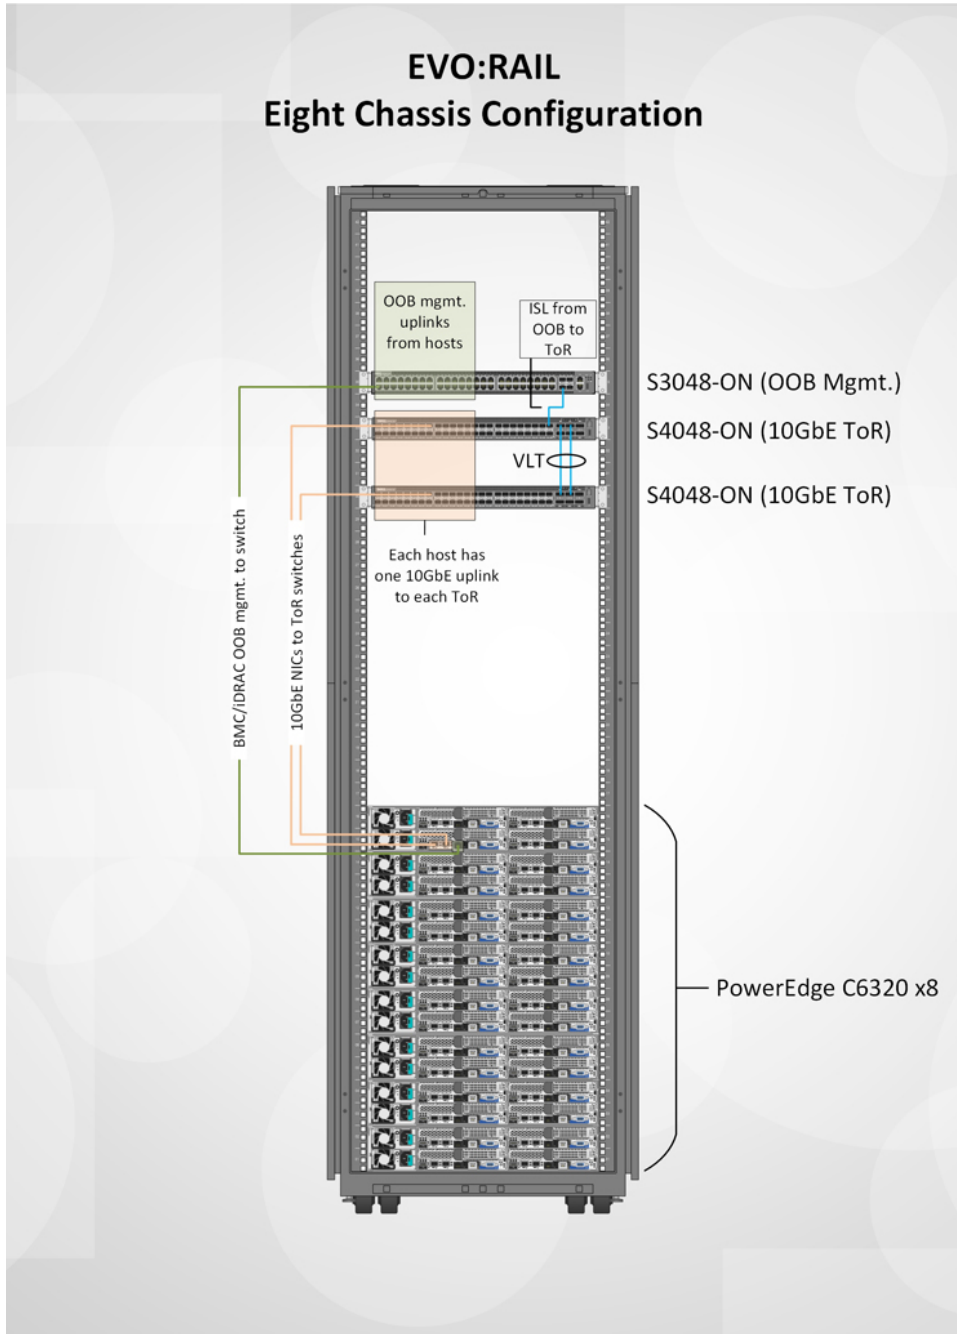 EVO:RAIL
Eight Chassis Configuration
OOB mgmt.
uplinks
from hosts
ISL from
OOB to
ToR
S3048-ON (OOB Mgmt.)
S4048-ON (10GbE ToR)
VLT
S4048-ON (10GbE ToR)
Each host has
one 10GbE uplink
to each ToR
BMC/iDRAC OOB mgmt. to switch
10GbE NICs to ToR switches
PowerEdge C6320 x8